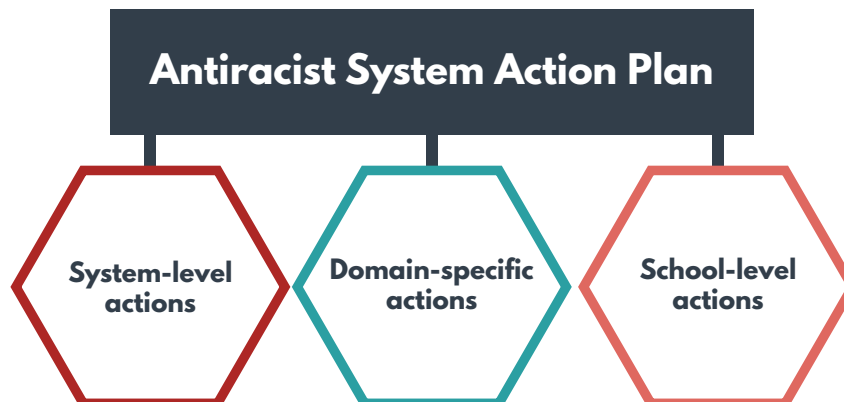 Antiracist System Action Plan
System-level
actions
Domain-specific
actions
School-level
actions